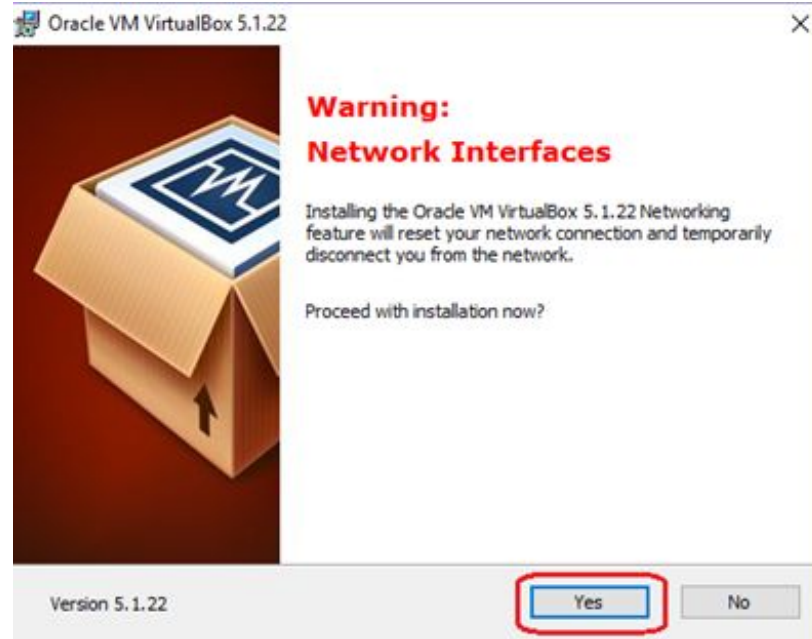 Oracle VM VirtualBox 5.1.22
Warning:
Network Interfaces
Installing the Oracle VM VirtualBox 5.1.22 Networking
feature will reset your network connection and temporarily
disconnect you from the network.
Proceed with installation now?
Version 5.1.22
Yes
No